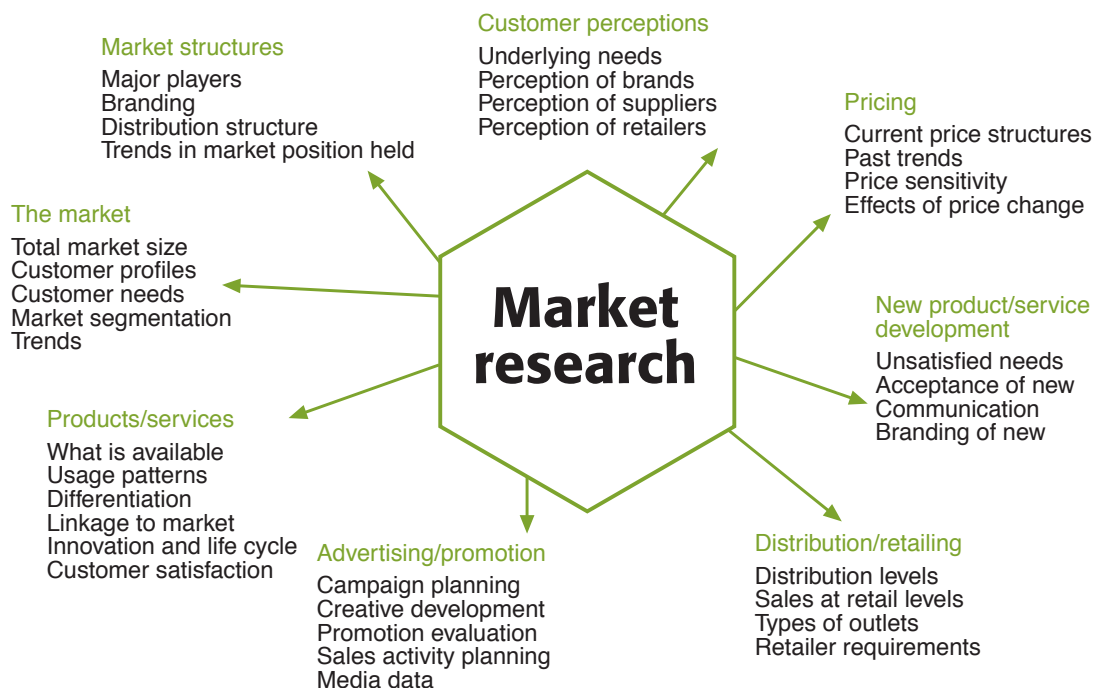 Customer perceptions
Underlying needs
Perception of brands
Perception of suppliers
Perception of retailers
Market structures
Major players
Branding
Distribution structure
Trends in market position held
Pricing
Current price structures
Past trends
Price sensitivity
Effects of price change
The market
Total market size
Customer profiles
Customer needs
Market segmentation
Trends
Market
research
New product/service
development
Unsatisfied needs
Acceptance of new
Communication
Branding of new
Products/services
What is available
Usage patterns
Differentiation
Linkage to market
Innovation and life cycle
Customer satisfaction
Advertising/promotion
Campaign planning
Creative development
Promotion evaluation
Sales activity planning
Media data
Distribution/retailing
Distribution levels
Sales at retail levels
Types of outlets
Retailer requirements